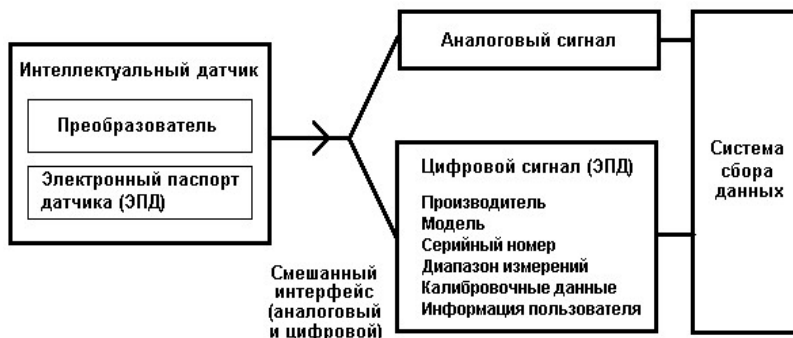 Интеллектуальный датчик
Преобразователь
Электронный паспорт
датчика (ЭПД)
Смешанный
интерфейс
(аналоговый
и цифровой)
Аналоговый сигнал
Цифровой сигнал (ЭПД)
Производитель
Модель
Серийный номер
Диапазон измерений
Калибровочные данные
Информация пользователя
Система
сбора
данных